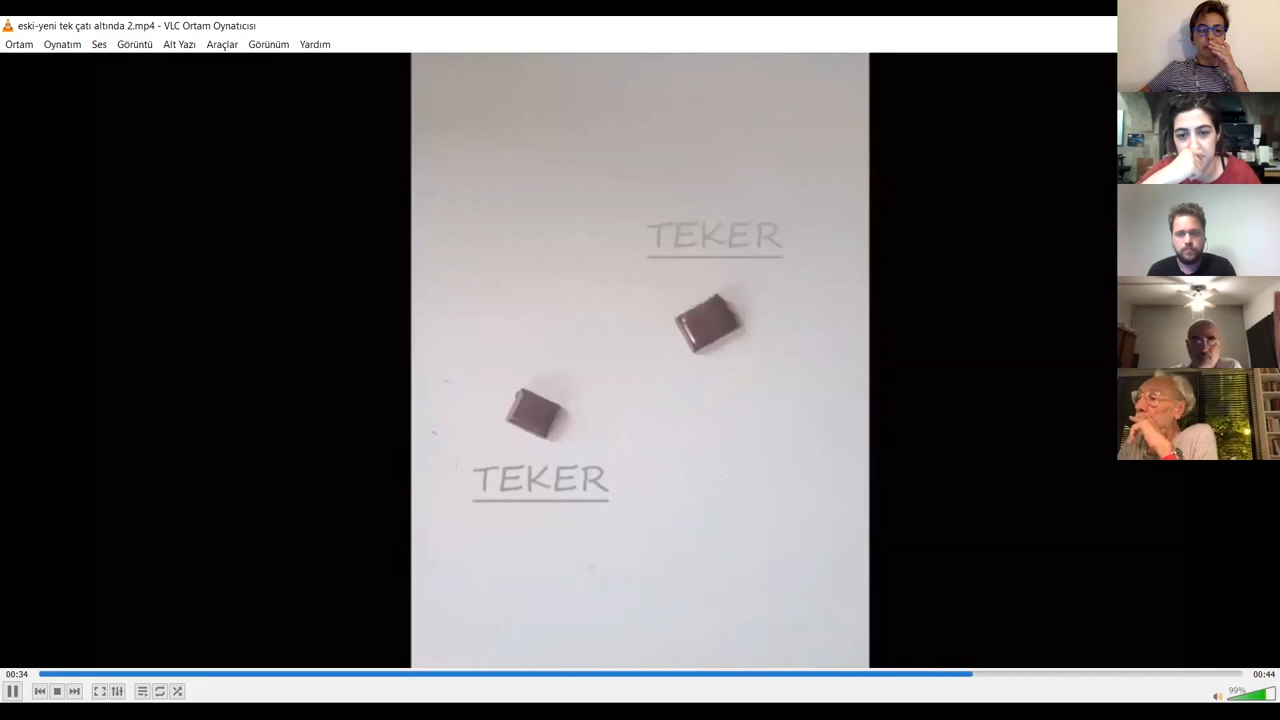 eski-yeni tek çatı altında 2.mp4 - VLC Ortam Oynatıcısı
Ortam Oynatım Ses Görüntü Alt Yazı Araçlar Görünüm Yardım
TEKER
TEKER
00:34
00:44
99%